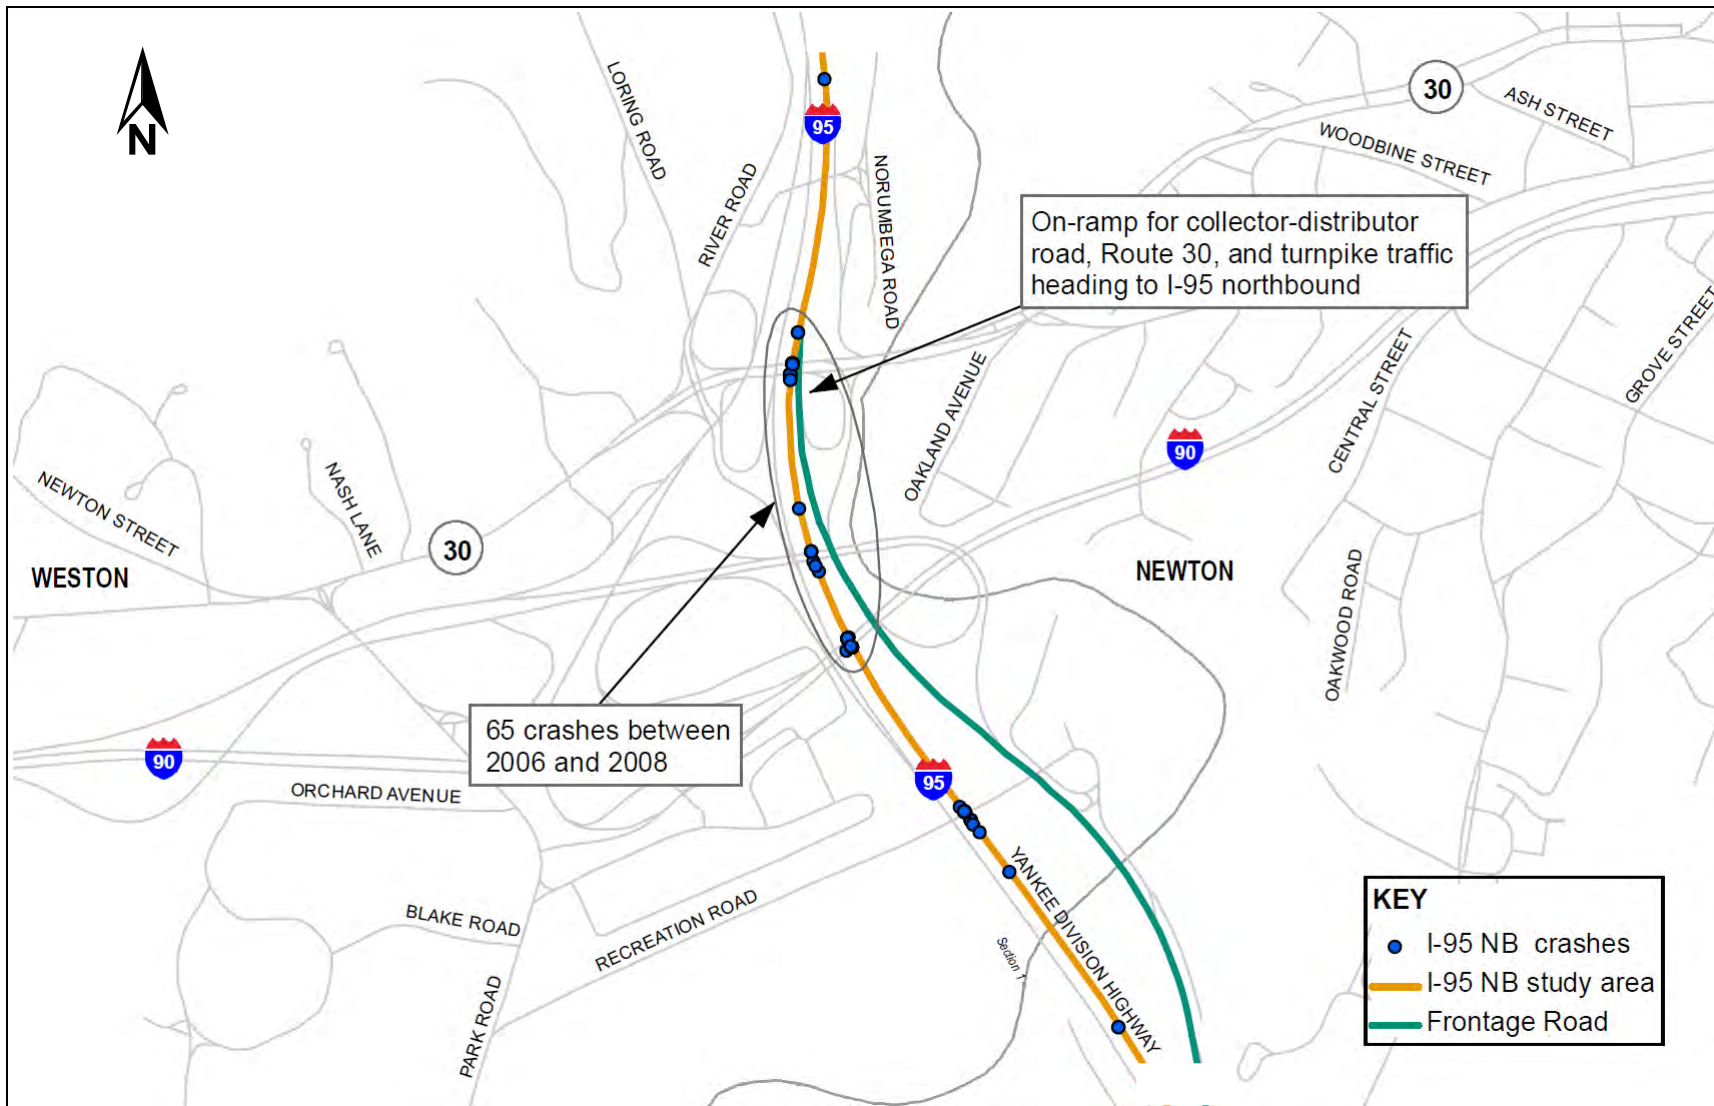 N
LORING ROAD
RIVER ROAD
95
NORUMBEGA ROAD
30
ASH STREET
WOODBINE STREET
On-ramp for collector-distributor
road, Route 30, and turnpike traffic
heading to I-95 northbound
GROVE STREET
CENTRAL STREET
OAKLAND AVENUE
90
NEWTON STREET
NASH LANE
30
WESTON
NEWTON
OAKWOOD ROAD
65 crashes between
2006 and 2008
90
95
ORCHARD AVENUE
BLAKE ROAD
RECREATION ROAD
PARK ROAD
YANKEE DIVISION HIGHWAY
Section 1
KEY
I-95 NB crashes
I-95 NB study area
Frontage Road